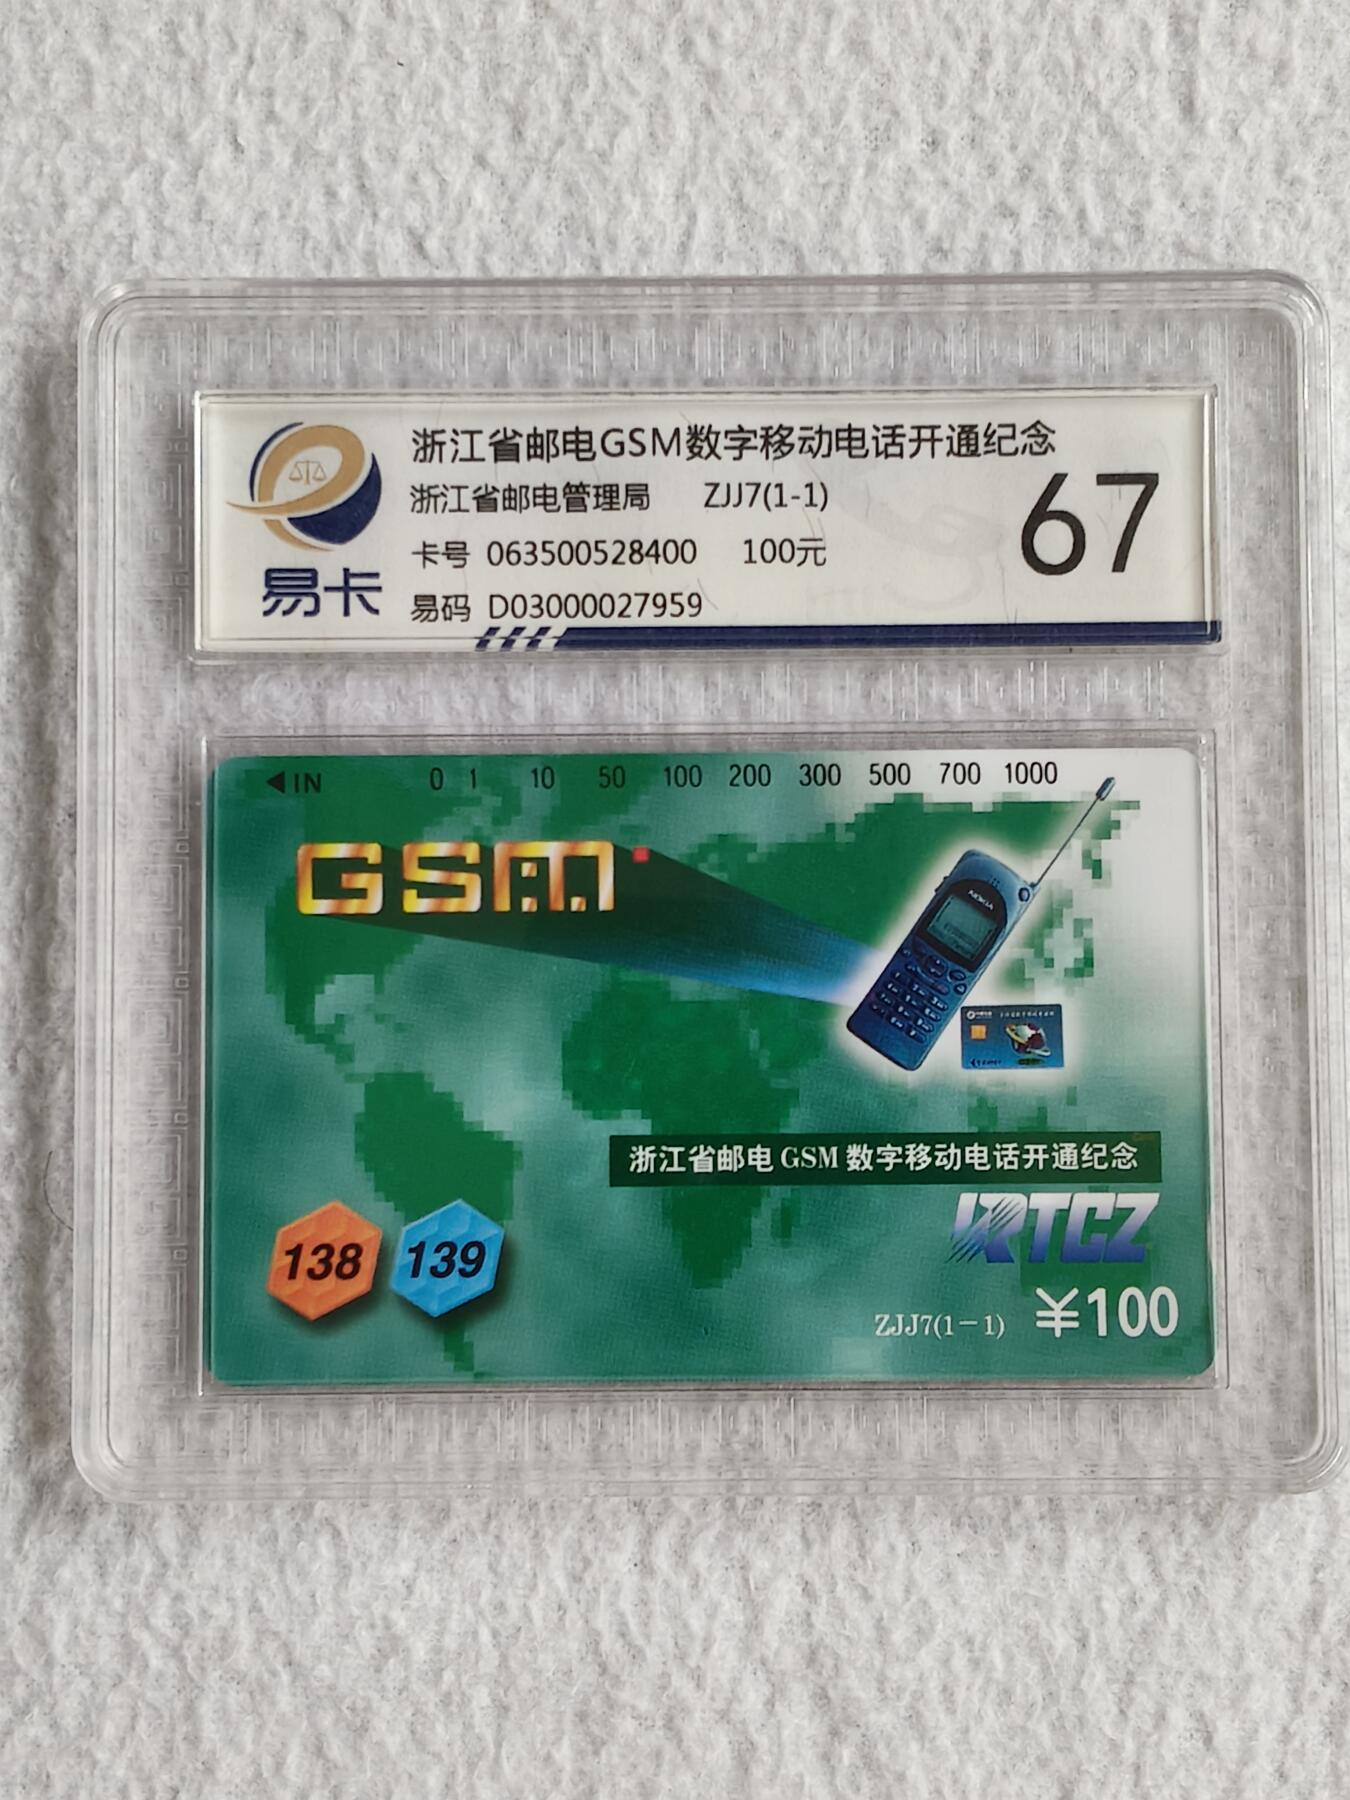 浙江省邮电GSM数字移动电话开通纪念
浙江省邮电管理局 ZJJ7(1-1)
卡号 063500528400 100元
易码 D03000027959
67
易卡
◀IN 0 1 10 50 100 200 300 500 700 1000
GSM
NOKIA
浙江省邮电 GSM 数字移动电话开通纪念
138 139
ZJJ7(1-1) ¥100